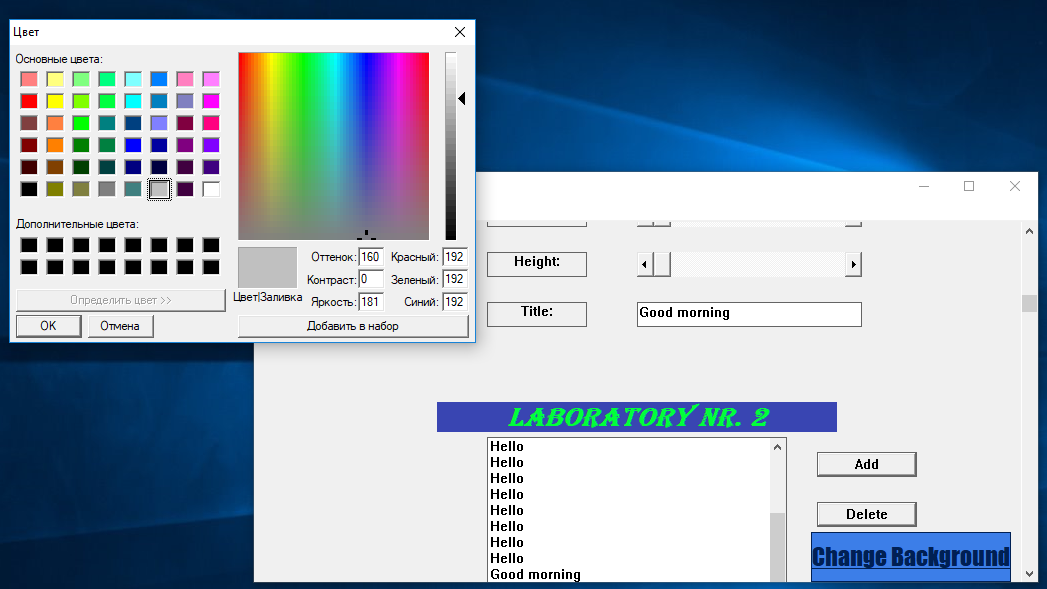 Цвет
Основные цвета:
Дополнительные цвета:
Определить цвет >>
OK
Отмена
Цвет|Заливка
Оттенок: 160
Контраст: 0
Яркость: 181
Красный: 192
Зеленый: 192
Синий: 192
Добавить в набор
Height:
Title:
Good morning
LABORATORY NR. 2
Hello
Hello
Hello
Hello
Hello
Hello
Hello
Hello
Good morning
Add
Delete
Change Background